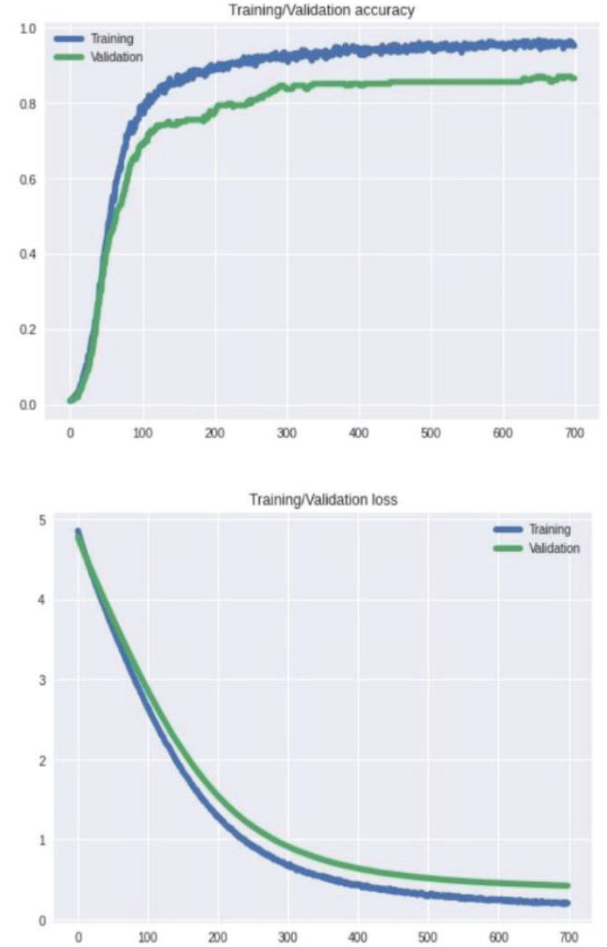 Training/Validation accuracy
1.0
Training
Validation
0.8
0.6
0.4
0.2
0.0
0 100 200 300 400 500 600 700
Training/Validation loss
5
Training
Validation
4
3
2
1
0
0 100 200 300 400 500 600 700